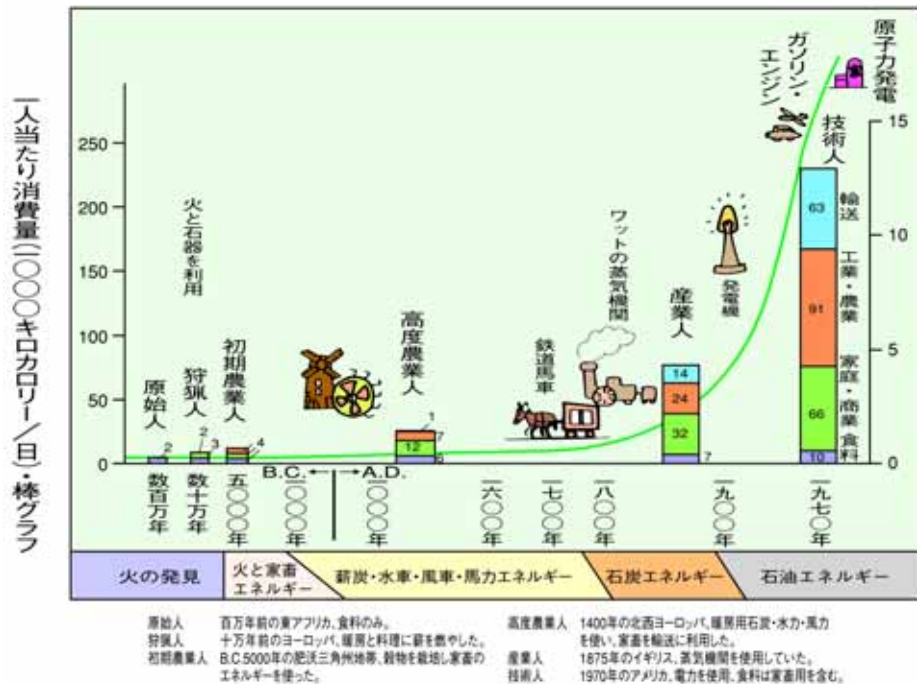 一人当たり消費量(一〇〇〇キロカロリー/日)・棒グラフ
250
200
150
100
50
0
15
10
5
0
火と石器を利用
原始人
狩猟人
初期農業人
高度農業人
鉄道馬車
ワットの蒸気機関
産業人
発電機
ガソリン・
エンジン
原子力発電
技術人
輸送
工業・農業
家庭・商業
食料
2
2
3
4
1
7
12
6
14
24
32
7
63
91
66
10
B.C. A.D.
数百万年
数十万年
五〇〇〇年
一〇〇〇年
一〇〇〇年
一六〇〇年
一七〇〇年
一八〇〇年
一九〇〇年
一九七〇年
火の発見
火と家畜
エネルギー
薪炭・水車・風車・馬力エネルギー
石炭エネルギー
石油エネルギー
原始人 百万年前の東アフリカ、食料のみ。
狩猟人 十万年前のヨーロッパ、暖房と料理に薪を燃やした。
初期農業人 B.C.5000年の肥沃三角州地帯、穀物を栽培し家畜の
エネルギーを使った。
高度農業人 1400年の北西ヨーロッパ、暖房用石炭・水力・風力
を使い、家畜を輸送に利用した。
産業人 1875年のイギリス、蒸気機関を使用していた。
技術人 1970年のアメリカ、電力を使用、食料は家畜用を含む。